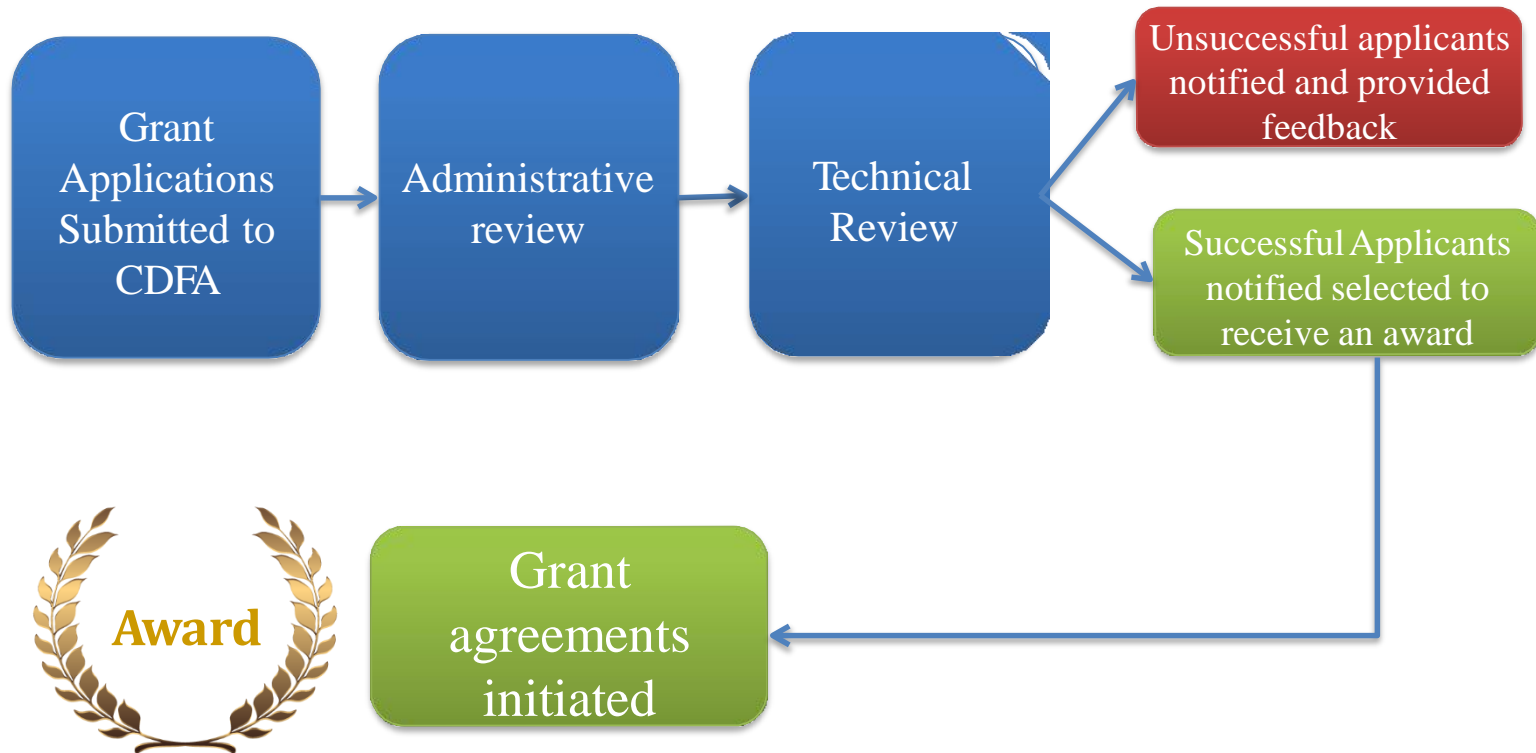 Grant
Applications
Submitted to
CDFA
Administrative
review
Technical
Review
Unsuccessful applicants
notified and provided
feedback
Successful Applicants
notified selected to
receive an award
Award
Grant
agreements
initiated